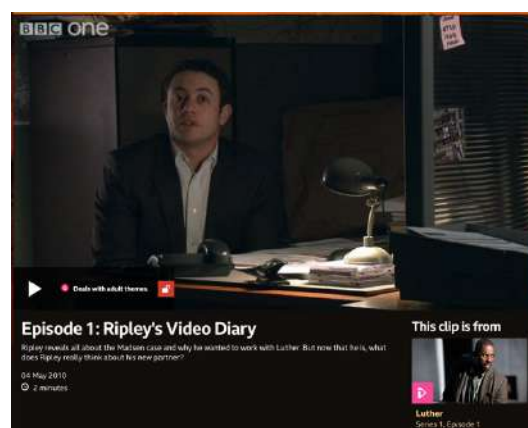 BBC one
Deals with adult themes.
Episode 1: Ripley's Video Diary
Ripley reveals all about the Madsen case and why he wanted to work with Luther. But now that he is, what
does Ripley really think about his new partner?
04 May 2010
2 minutes
This clip is from
Luther
Series 1, Episode 1